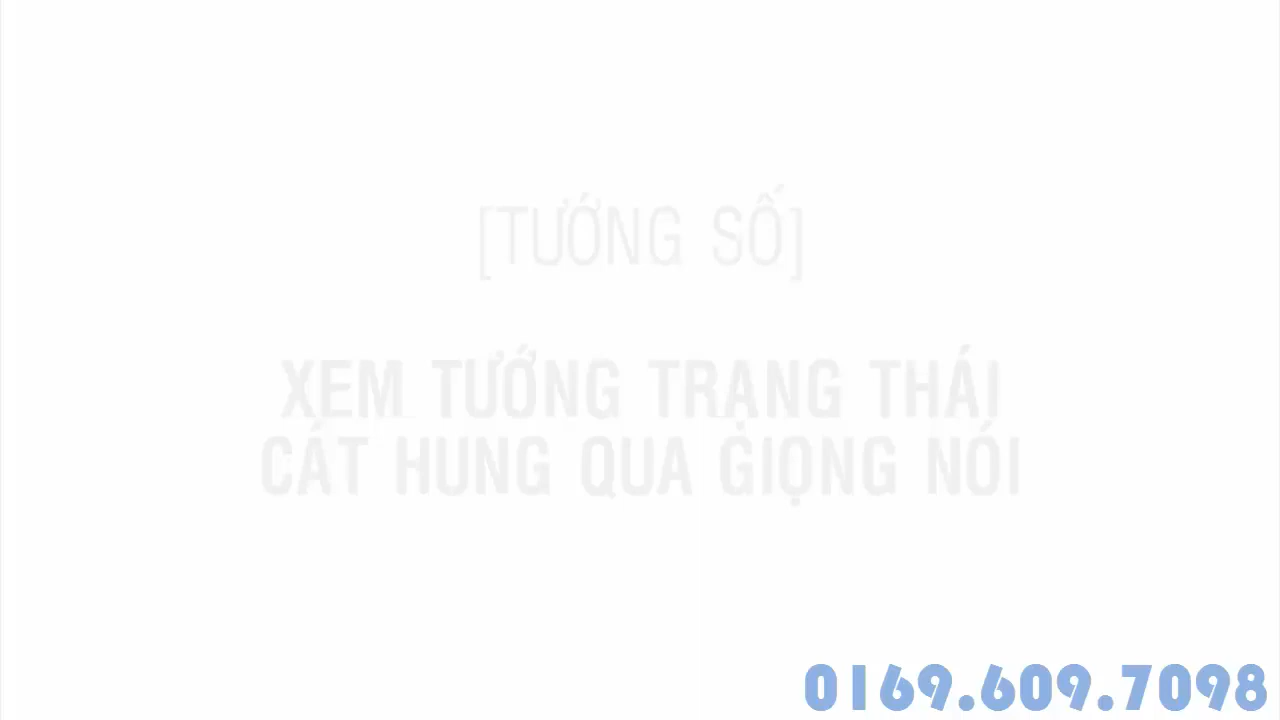 [TƯỚNG SỐ]
XEM TƯỚNG TRẠNG THÁI
CÁT HUNG QUA GIỌNG NÓI
0169.609.7098